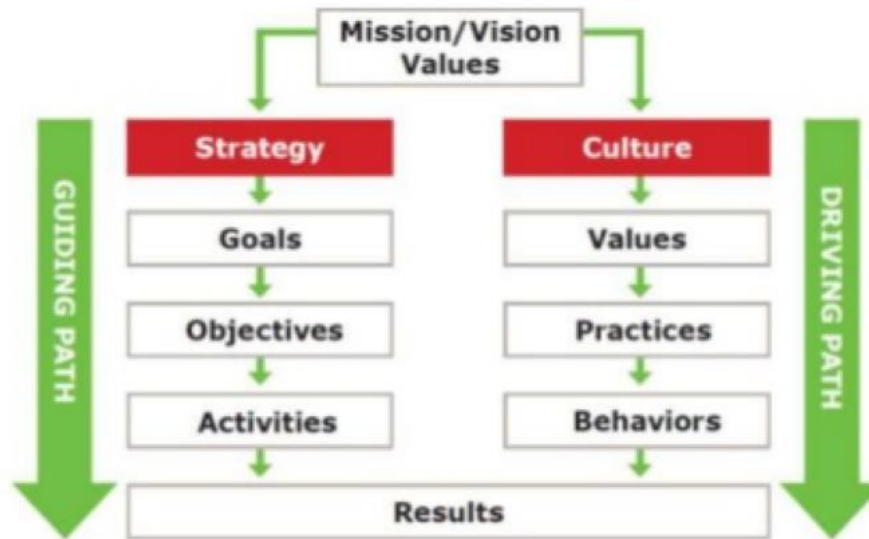 Mission/Vision
Values
Strategy
Culture
GUIDING PATH
DRIVING PATH
Goals
Values
Objectives
Practices
Activities
Behaviors
Results